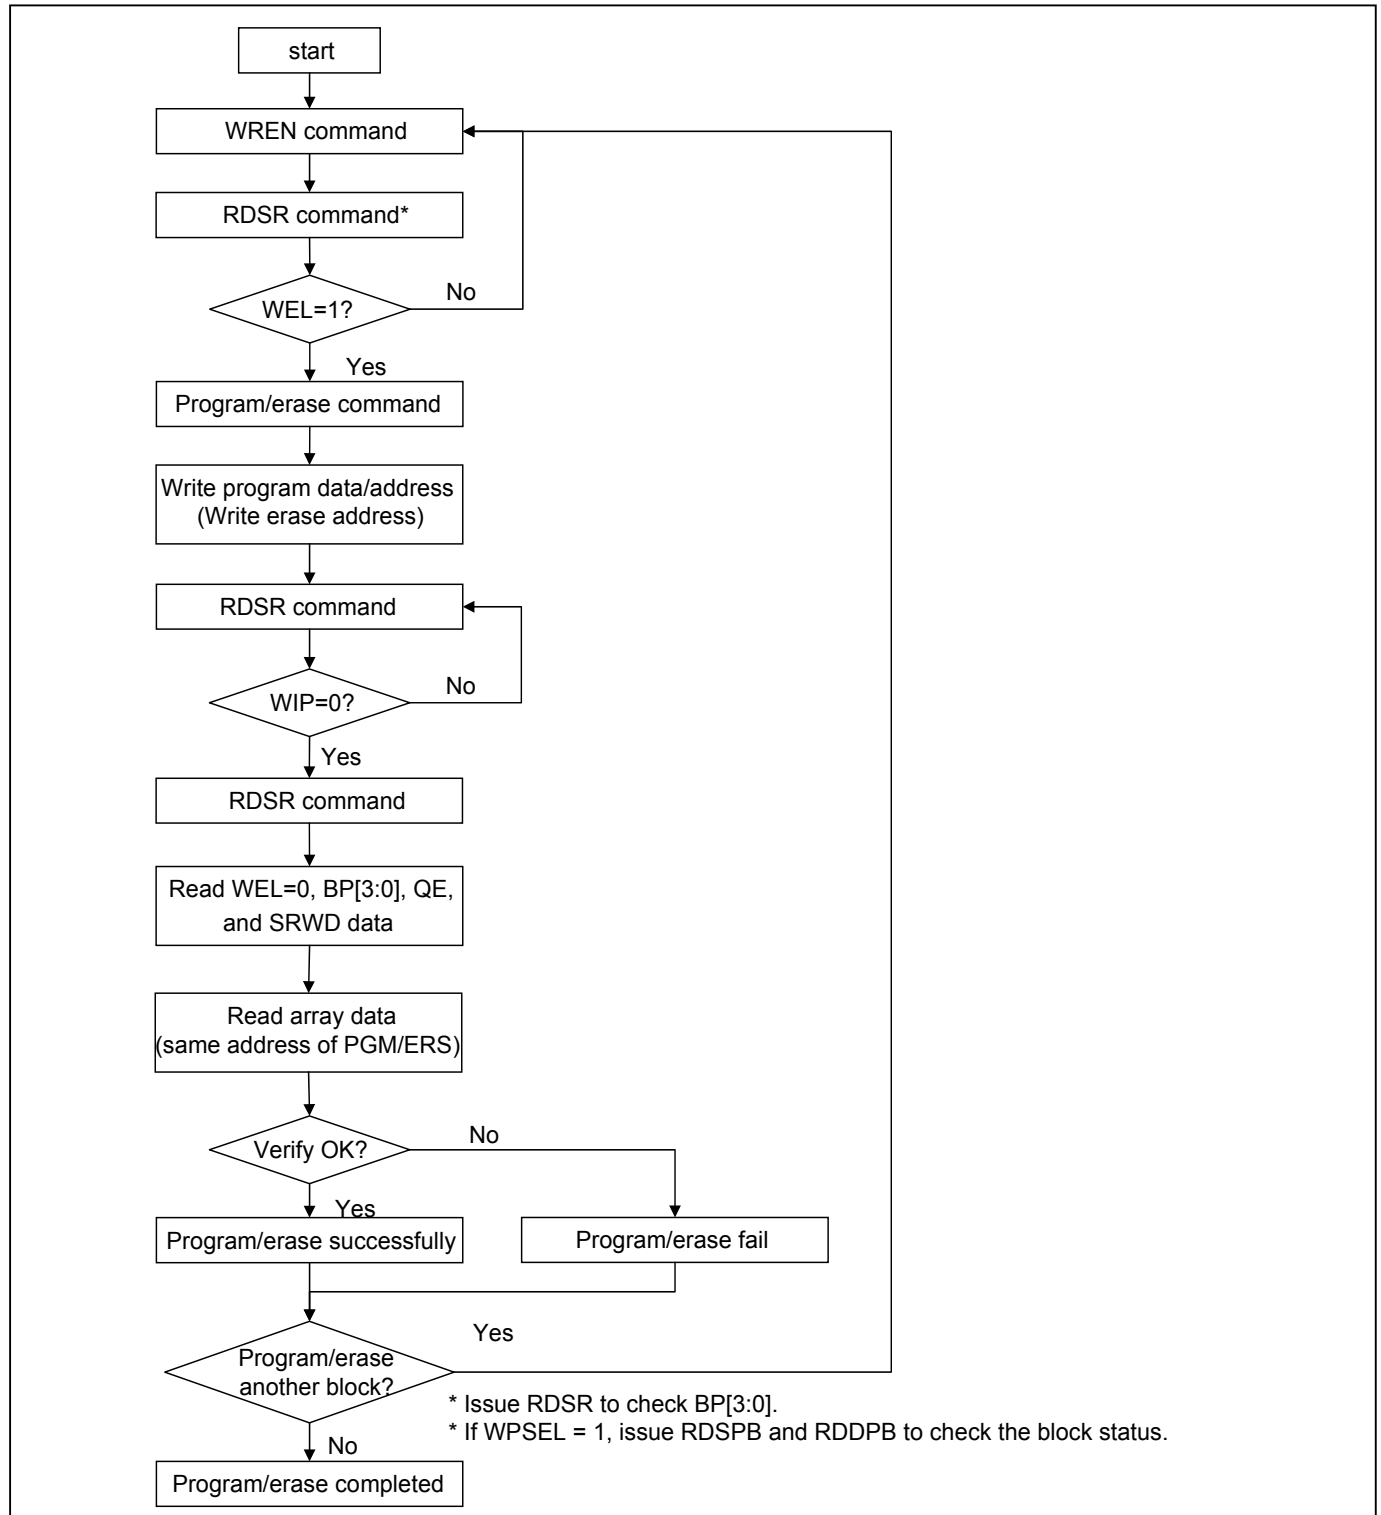 start
WREN command
RDSR command*
WEL=1?
No
Yes
Program/erase command
Write program data/address
(Write erase address)
RDSR command
WIP=0?
No
Yes
RDSR command
Read WEL=0, BP[3:0], QE,
and SRWD data
Read array data
(same address of PGM/ERS)
Verify OK?
No
Yes
Program/erase successfully
Program/erase fail
Yes
Program/erase
another block?
* Issue RDSR to check BP[3:0].
* If WPSEL = 1, issue RDSPB and RDDPB to check the block status.
No
Program/erase completed